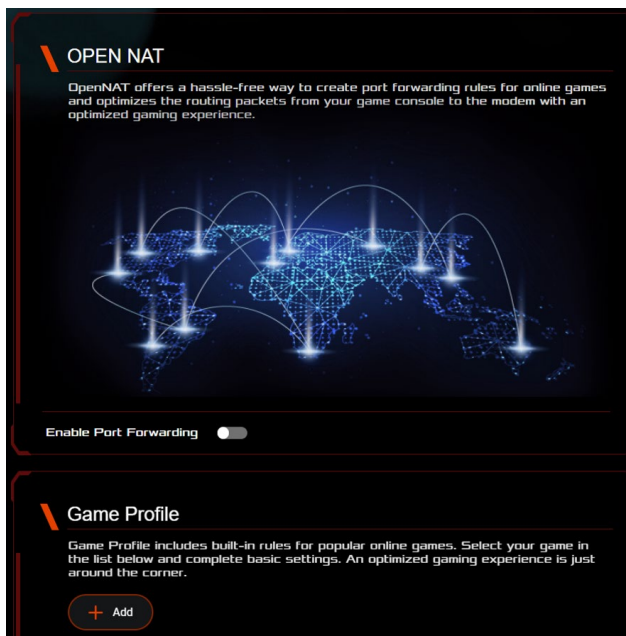 OPEN NAT
OpenNAT offers a hassle-free way to create port forwarding rules for online games
and optimizes the routing packets from your game console to the modem with an
optimized gaming experience.
Enable Port Forwarding
Game Profile
Game Profile includes built-in rules for popular online games. Select your game in
the list below and complete basic settings. An optimized gaming experience is just
around the corner.
Add